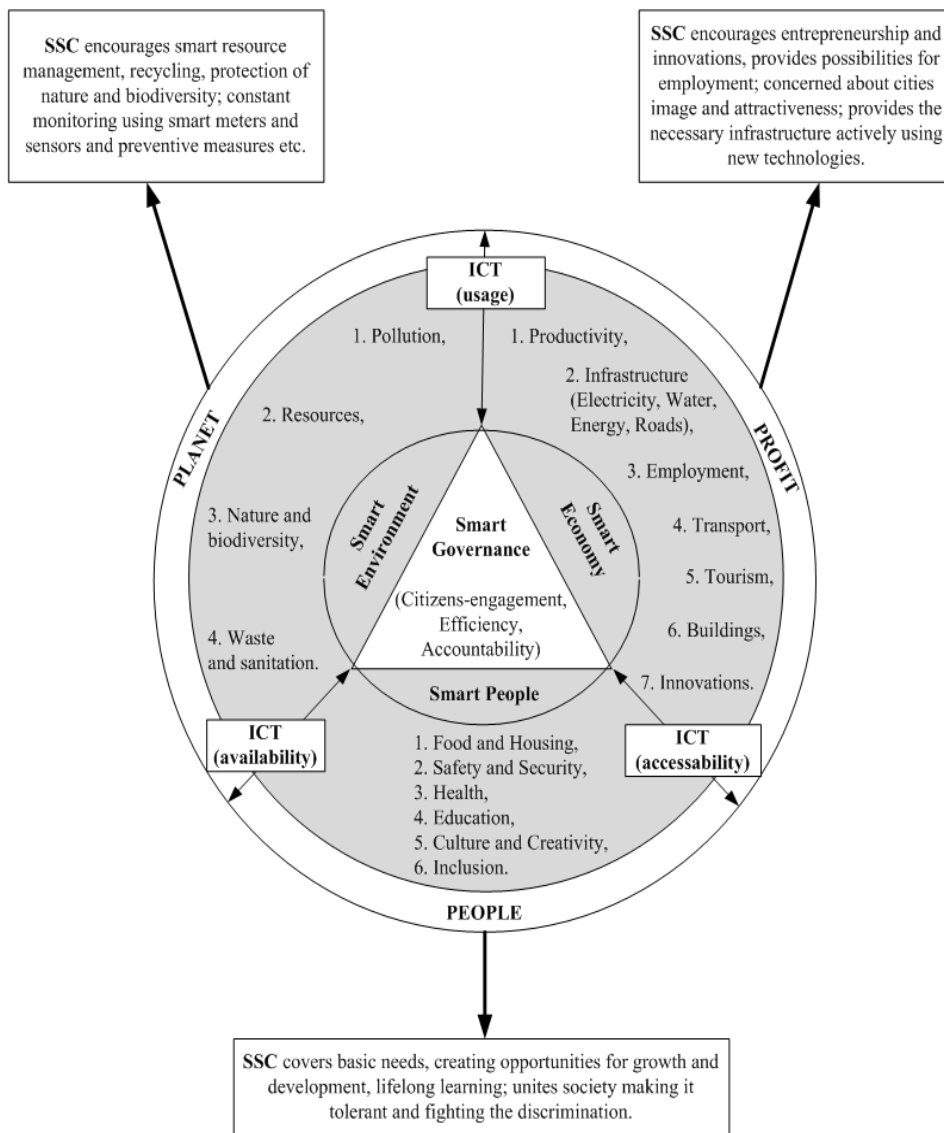 SSC encourages smart resource
management, recycling, protection of
nature and biodiversity; constant
monitoring using smart meters and
sensors and preventive measures etc.
SSC encourages entrepreneurship and
innovations, provides possibilities for
employment; concerned about cities
image and attractiveness; provides the
necessary infrastructure actively using
new technologies.
ICT
(usage)
1. Pollution,
2. Resources,
3. Nature and
biodiversity,
4. Waste
and sanitation.
1. Productivity,
2. Infrastructure
(Electricity, Water,
Energy, Roads),
3. Employment,
4. Transport,
5. Tourism,
6. Buildings,
7. Innovations.
PLANET
PROFIT
Smart
Environment
Smart
Economy
Smart
Governance
(Citizens-engagement,
Efficiency,
Accountability)
Smart People
ICT
(availability)
ICT
(accessability)
1. Food and Housing,
2. Safety and Security,
3. Health,
4. Education,
5. Culture and Creativity,
6. Inclusion.
PEOPLE
SSC covers basic needs, creating opportunities for growth and
development, lifelong learning; unites society making it
tolerant and fighting the discrimination.